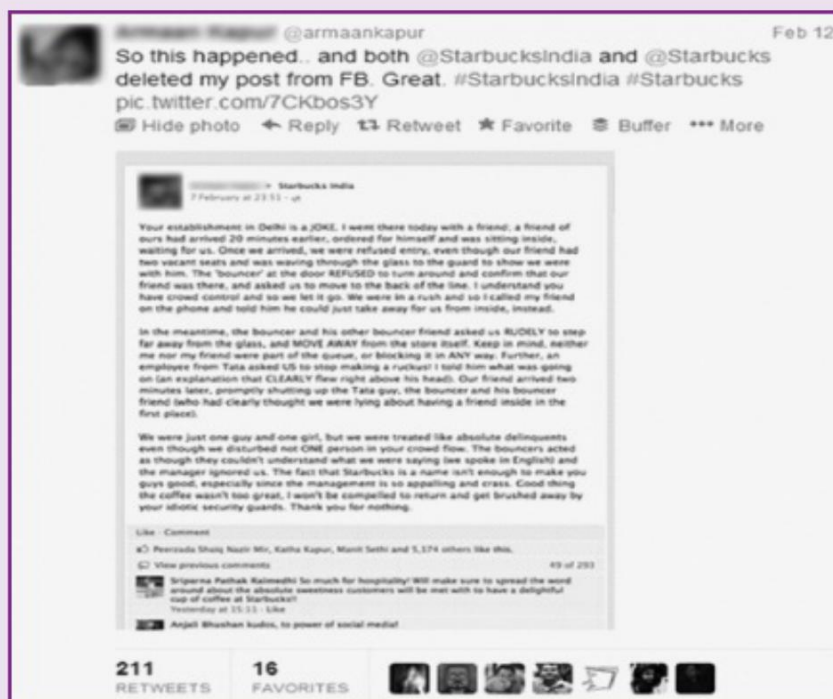 @armaankapur Feb 12
So this happened.. and both @StarbucksIndia and @Starbucks
deleted my post from FB. Great. #StarbucksIndia #Starbucks
pic.twitter.com/7CKbos3Y
Hide photo Reply Retweet Favorite Buffer More
Starbucks India
7 February at 23:51
Your establishment in Delhi is a JOKE. I went there today with a friend; a friend of
ours had arrived 20 minutes earlier, ordered for himself and was sitting inside,
waiting for us. Once we arrived, we were refused entry, even though our friend had
two vacant seats and was waving through the glass to the guard to show we were
with him. The 'bouncer' at the door REFUSED to turn around and confirm that our
friend was there, and asked us to move to the back of the line. I understand you
have crowd control and so we let it go. We were in a rush and so I called my friend
on the phone and told him he could just take away for us from inside, instead.
In the meantime, the bouncer and his other bouncer friend asked us RUDELY to step
far away from the glass, and MOVE AWAY from the store itself. Keep in mind, neither
me nor my friend were part of the queue, or blocking it in ANY way. Further, an
employee from Tata asked US to stop making a ruckus! I told him what was going
on (an explanation that CLEARLY flew right above his head). Our friend arrived two
minutes later, promptly shutting up the Tata guy, the bouncer and his bouncer
friend (who had clearly thought we were lying about having a friend inside in the
first place).
We were just one guy and one girl, but we were treated like absolute delinquents
even though we disturbed not ONE person in your crowd flow. The bouncers acted
as though they couldn't understand what we were saying (we spoke in English) and
the manager ignored us. The fact that Starbucks is a name isn't enough to make you
guys good, especially since the management is so appalling and crass. Good thing
the coffee wasn't too great, I won't be compelled to return and get brushed away by
your idiotic security guards. Thank you for nothing.
Like · Comment
Peerzada Shaiq Nazir Mir, Katha Kapur, Manit Sethi and 5,174 others like this.
View previous comments 49 of 293
Sriparna Pathak Raimedhi So much for hospitality! Will make sure to spread the word
around about the absolute sweetness customers will be met with to have a delightful
cup of coffee at Starbucks!!
Yesterday at 15:11 · Like
Anjali Bhushan kudos, to power of social media!
211 16
RETWEETS FAVORITES